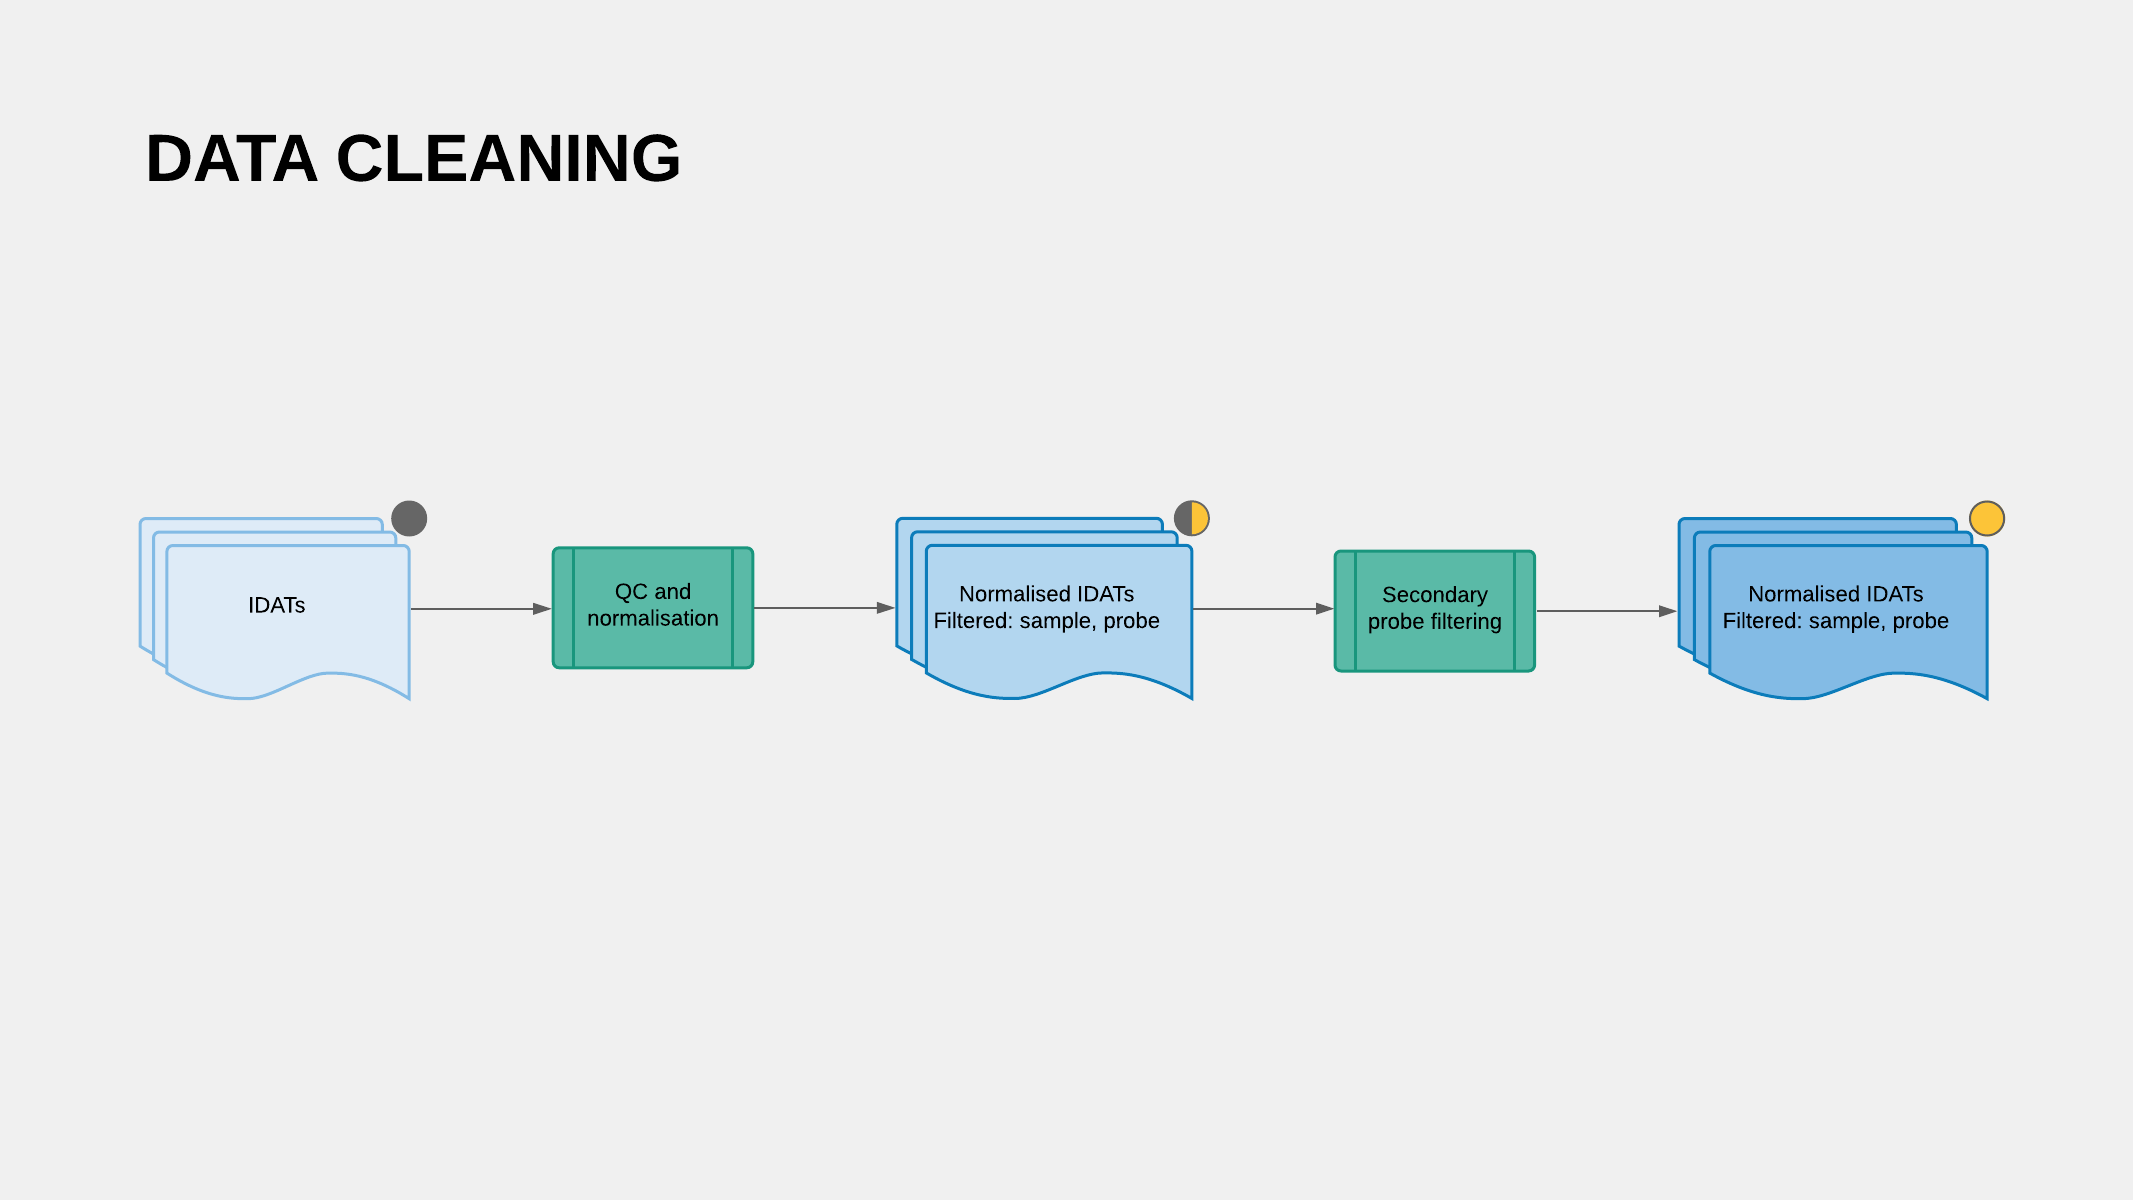 DATA CLEANING
IDATs
QC and
normalisation
Normalised IDATs
Filtered: sample, probe
Secondary
probe filtering
Normalised IDATs
Filtered: sample, probe